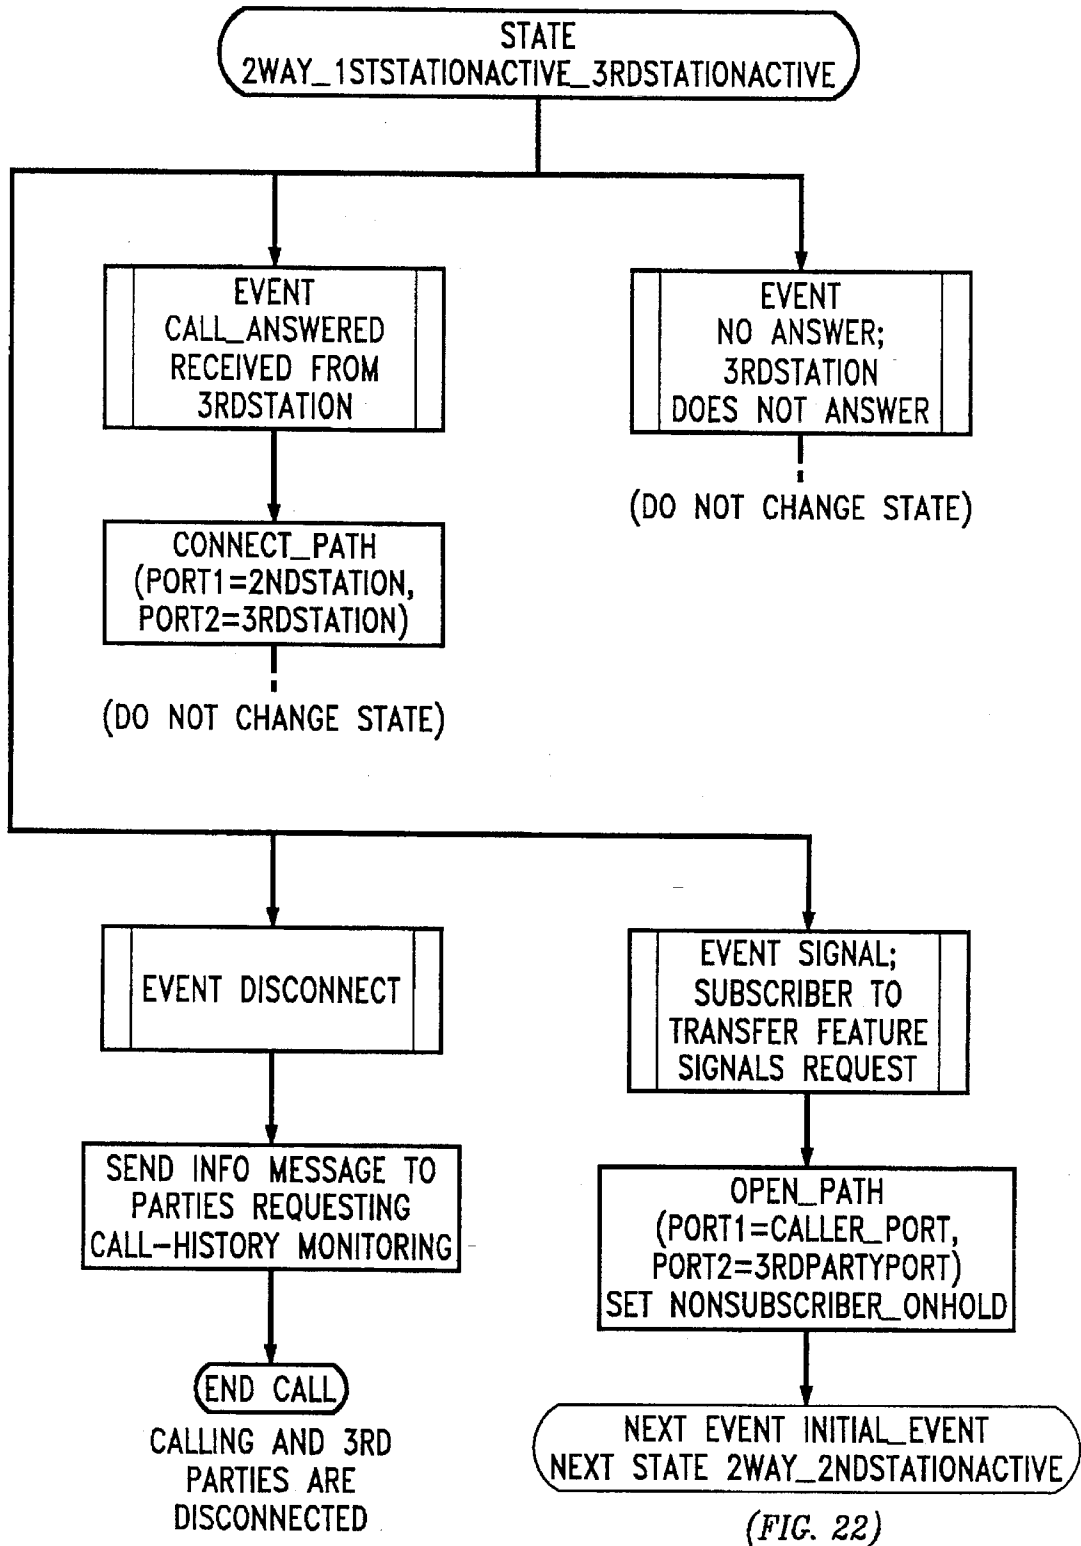 STATE
2WAY_1STSTATIONACTIVE_3RDSTATIONACTIVE
EVENT
CALL_ANSWERED
RECEIVED FROM
3RDSTATION
EVENT
NO ANSWER;
3RDSTATION
DOES NOT ANSWER
(DO NOT CHANGE STATE)
CONNECT_PATH
(PORT1=2NDSTATION,
PORT2=3RDSTATION)
(DO NOT CHANGE STATE)
EVENT DISCONNECT
EVENT SIGNAL;
SUBSCRIBER TO
TRANSFER FEATURE
SIGNALS REQUEST
SEND INFO MESSAGE TO
PARTIES REQUESTING
CALL-HISTORY MONITORING
OPEN_PATH
(PORT1=CALLER_PORT,
PORT2=3RDPARTYPORT)
SET NONSUBSCRIBER_ONHOLD
END CALL
CALLING AND 3RD
PARTIES ARE
DISCONNECTED
NEXT EVENT INITIAL_EVENT
NEXT STATE 2WAY_2NDSTATIONACTIVE
(FIG. 22)